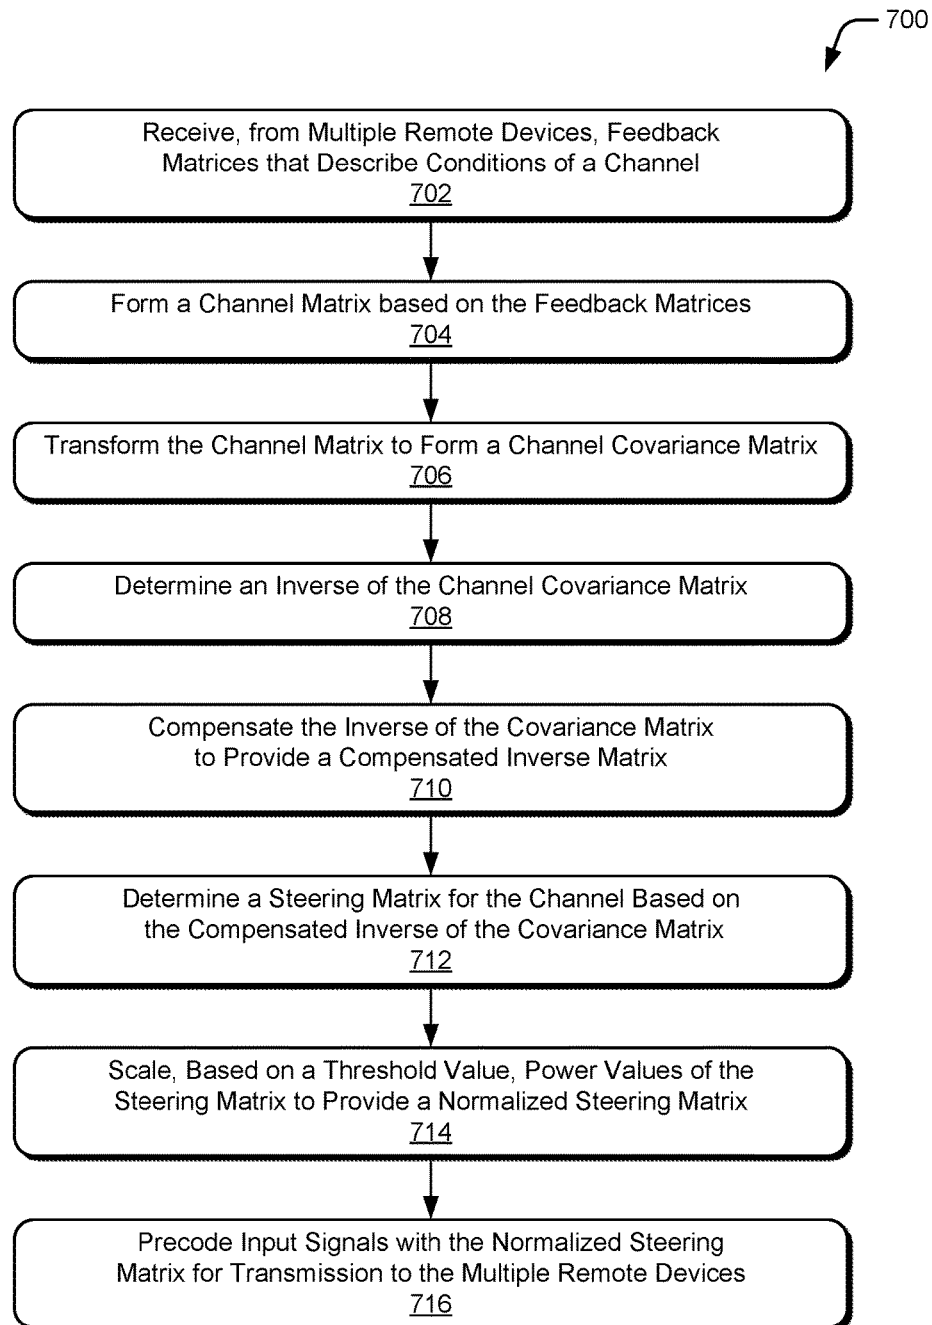 700
Receive, from Multiple Remote Devices, Feedback
Matrices that Describe Conditions of a Channel
702
Form a Channel Matrix based on the Feedback Matrices
704
Transform the Channel Matrix to Form a Channel Covariance Matrix
706
Determine an Inverse of the Channel Covariance Matrix
708
Compensate the Inverse of the Covariance Matrix
to Provide a Compensated Inverse Matrix
710
Determine a Steering Matrix for the Channel Based on
the Compensated Inverse of the Covariance Matrix
712
Scale, Based on a Threshold Value, Power Values of the
Steering Matrix to Provide a Normalized Steering Matrix
714
Precode Input Signals with the Normalized Steering
Matrix for Transmission to the Multiple Remote Devices
716